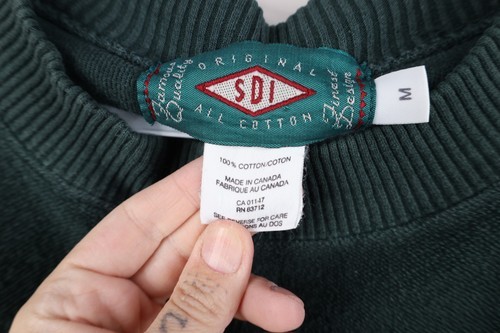 ORIGINAL
Famous Quality
SDI
Finest Design
ALL COTTON
M
100% COTTON/COTON
MADE IN CANADA
FABRIQUE AU CANADA
CA 01147
RN 83712
SEE REVERSE FOR CARE
AU DOS